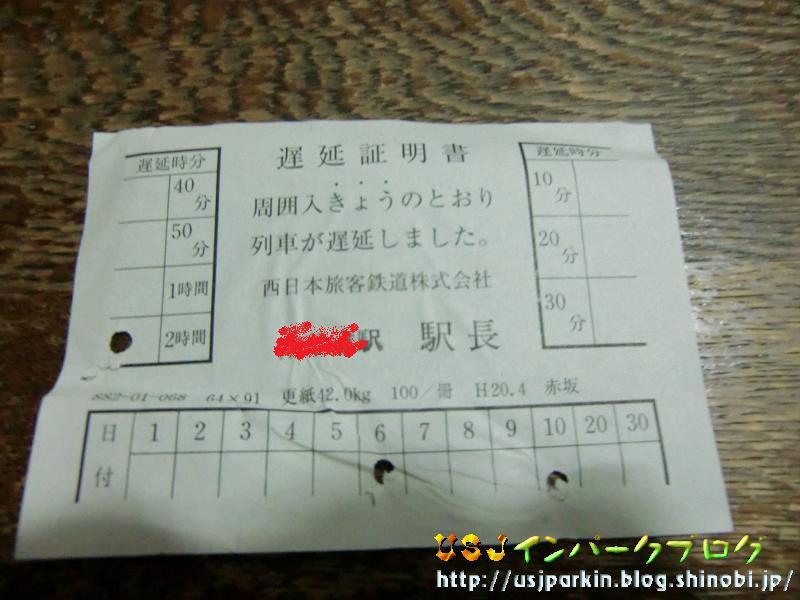 遅延証明書
周囲入きょうのとおり
列車が遅延しました。
西日本旅客鉄道株式会社
駅 駅長
遅延時分
40分
50分
1時間
2時間
遅延時分
10分
20分
30分
882-01-068 64×91 更紙42.0kg 100/冊 H20.4 赤坂
日付 1 2 3 4 5 6 7 8 9 10 20 30
USJインパークブログ
http://usjparkin.blog.shinobi.jp/